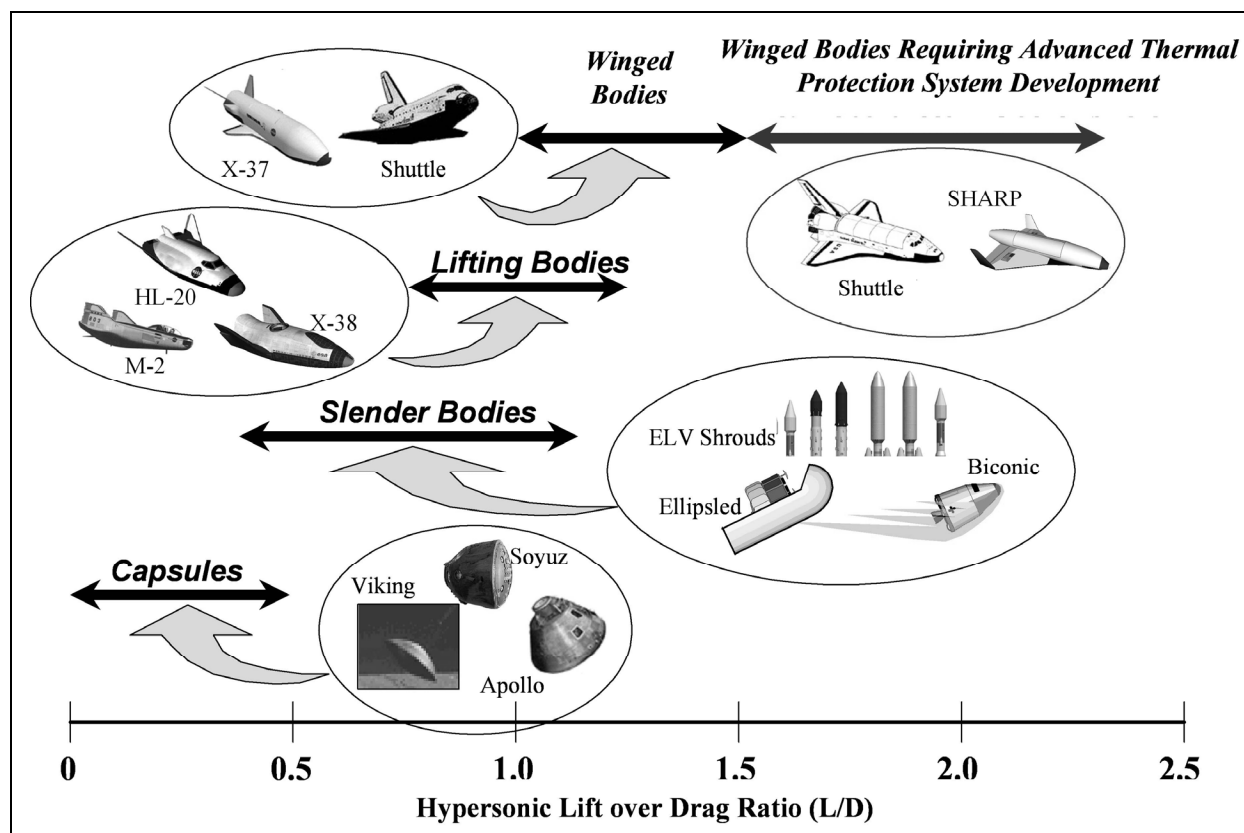 Winged
Bodies
Winged Bodies Requiring Advanced Thermal
Protection System Development
X-37
Shuttle
SHARP
Shuttle
Lifting Bodies
HL-20
X-38
M-2
Slender Bodies
ELV Shrouds
Biconic
Ellipsled
Capsules
Soyuz
Viking
Apollo
0
0.5
1.0
1.5
2.0
2.5
Hypersonic Lift over Drag Ratio (L/D)